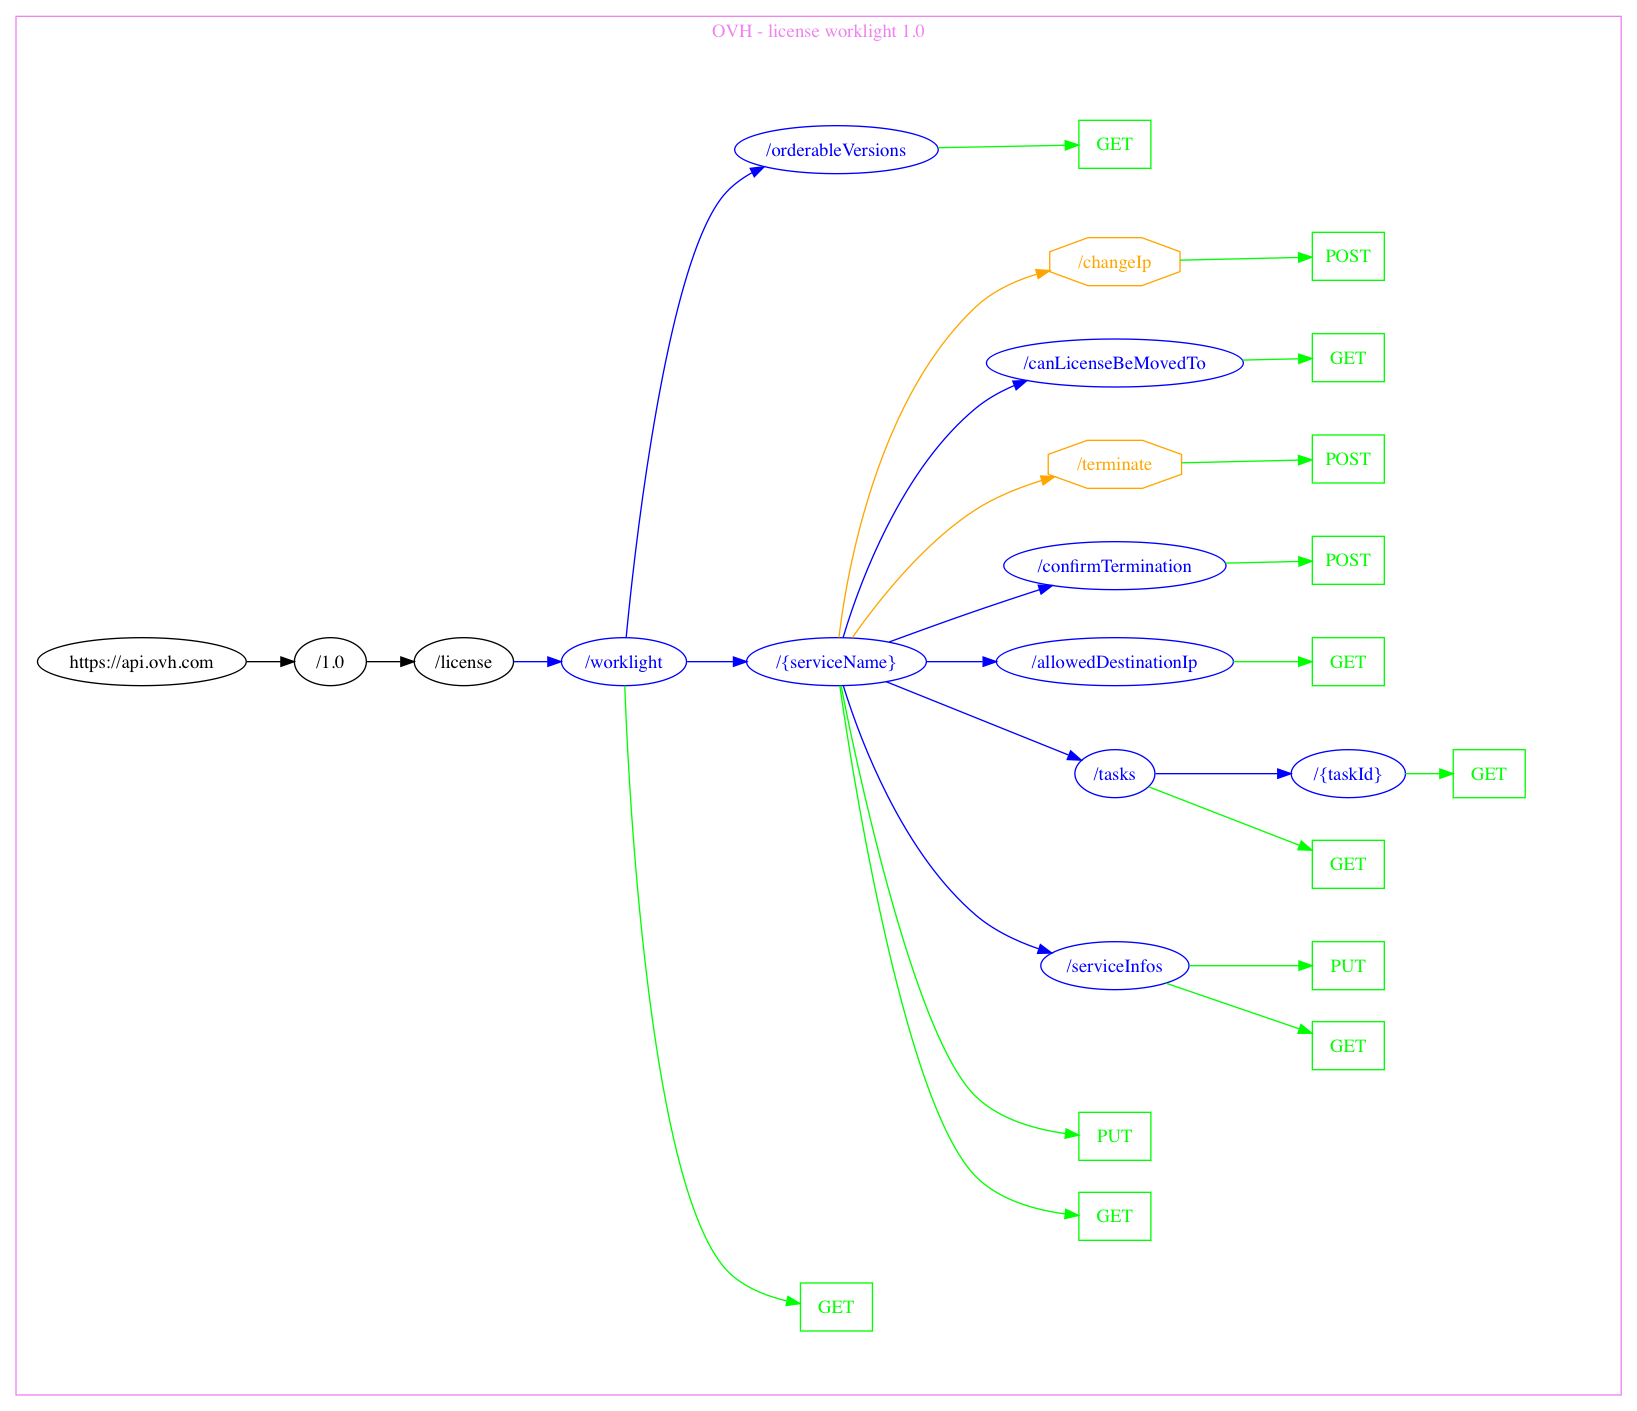 OVH - license worklight 1.0
/orderableVersions
GET
/changeIp
POST
/canLicenseBeMovedTo
GET
/terminate
POST
/confirmTermination
POST
https://api.ovh.com
/1.0
/license
/worklight
/{serviceName}
/allowedDestinationIp
GET
/tasks
/{taskId}
GET
GET
/serviceInfos
PUT
GET
PUT
GET
GET